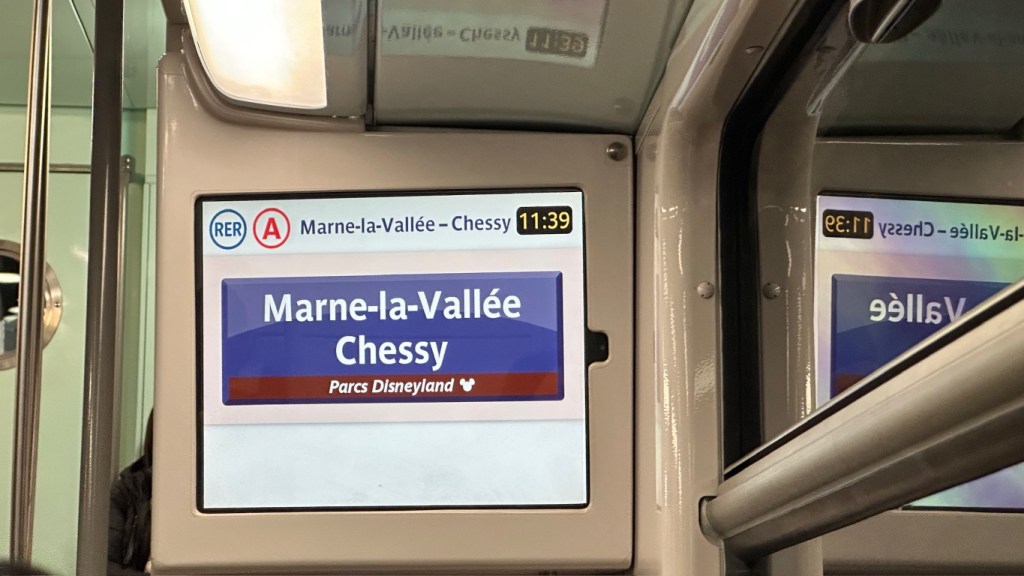 RER A Marne-la-Vallée – Chessy 11:39
Marne-la-Vallée
Chessy
Parcs Disneyland